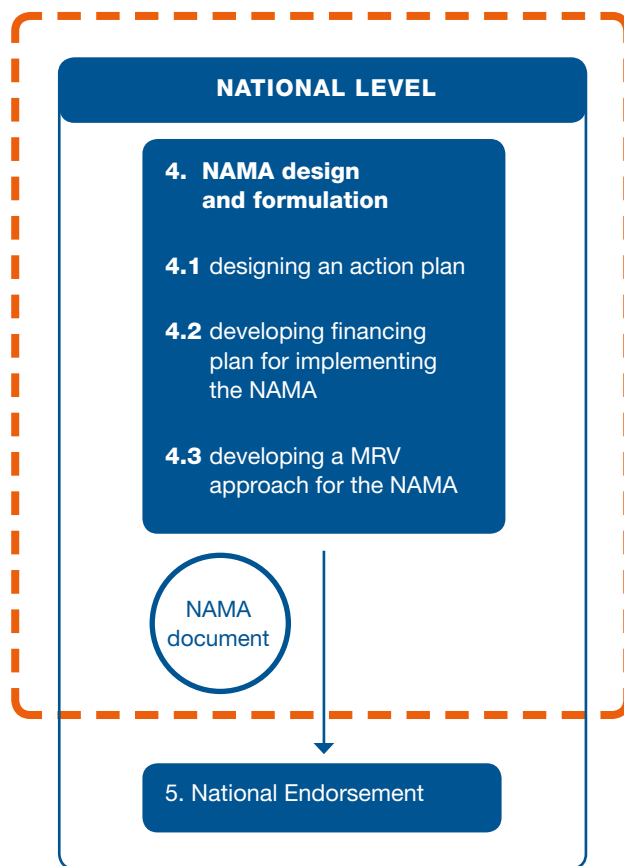 NATIONAL LEVEL
4. NAMA design
and formulation
4.1 designing an action plan
4.2 developing financing
plan for implementing
the NAMA
4.3 developing a MRV
approach for the NAMA
NAMA
document
5. National Endorsement